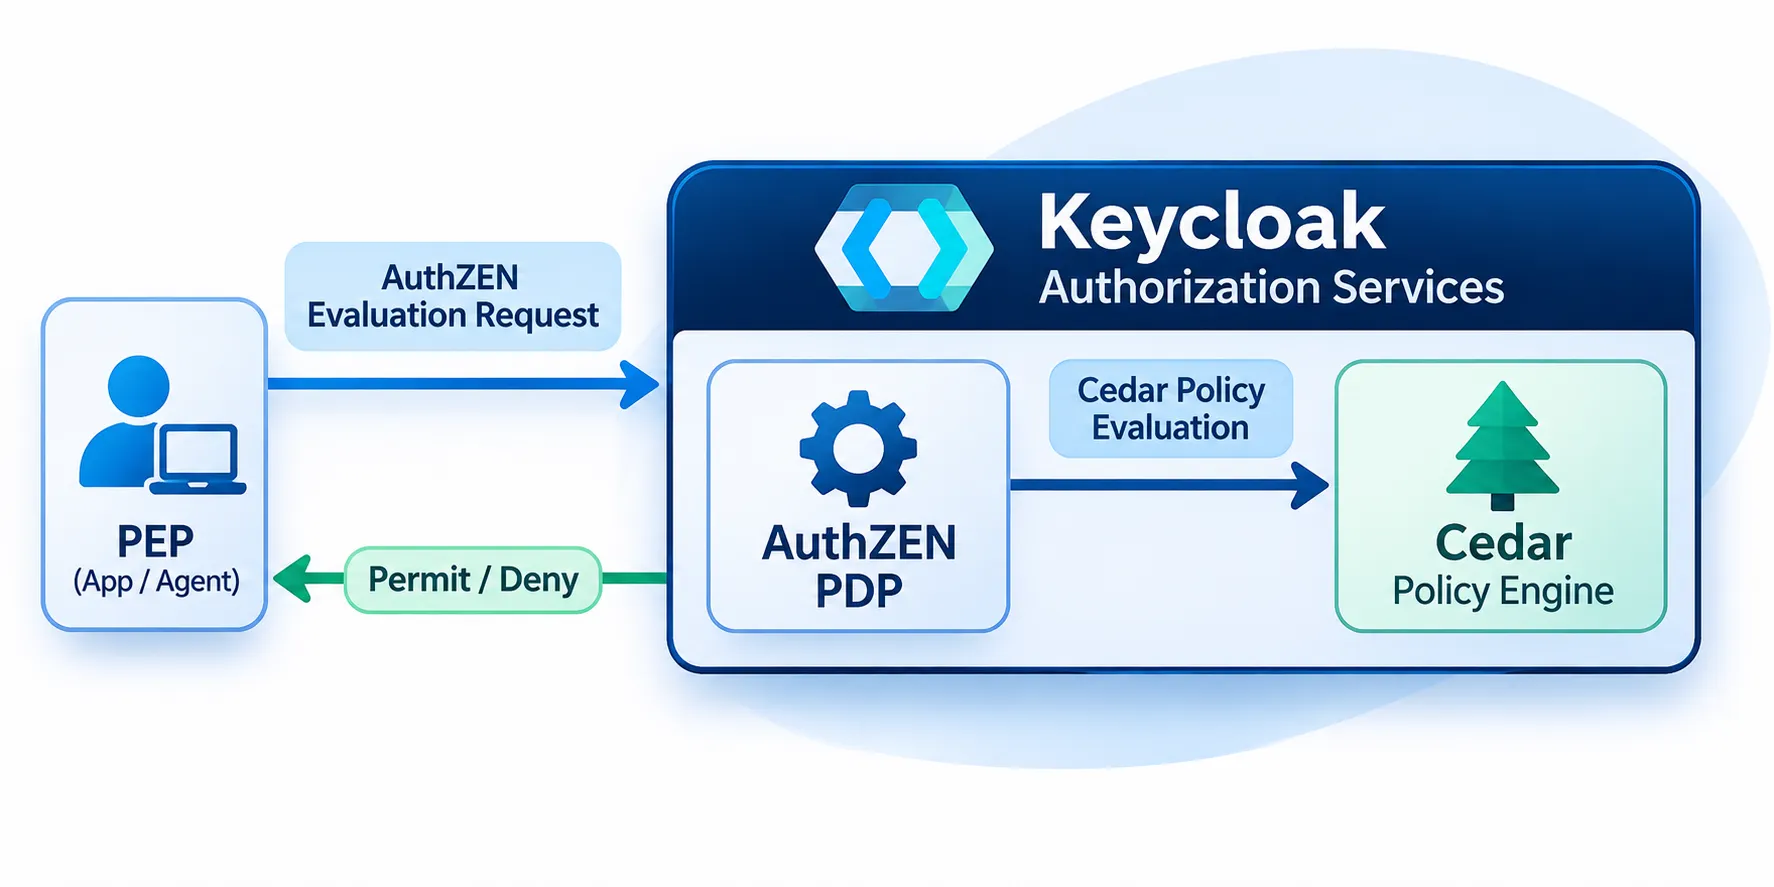 Keycloak
Authorization Services
AuthZEN
Evaluation Request
PEP
(App / Agent)
Permit / Deny
AuthZEN
PDP
Cedar Policy
Evaluation
Cedar
Policy Engine